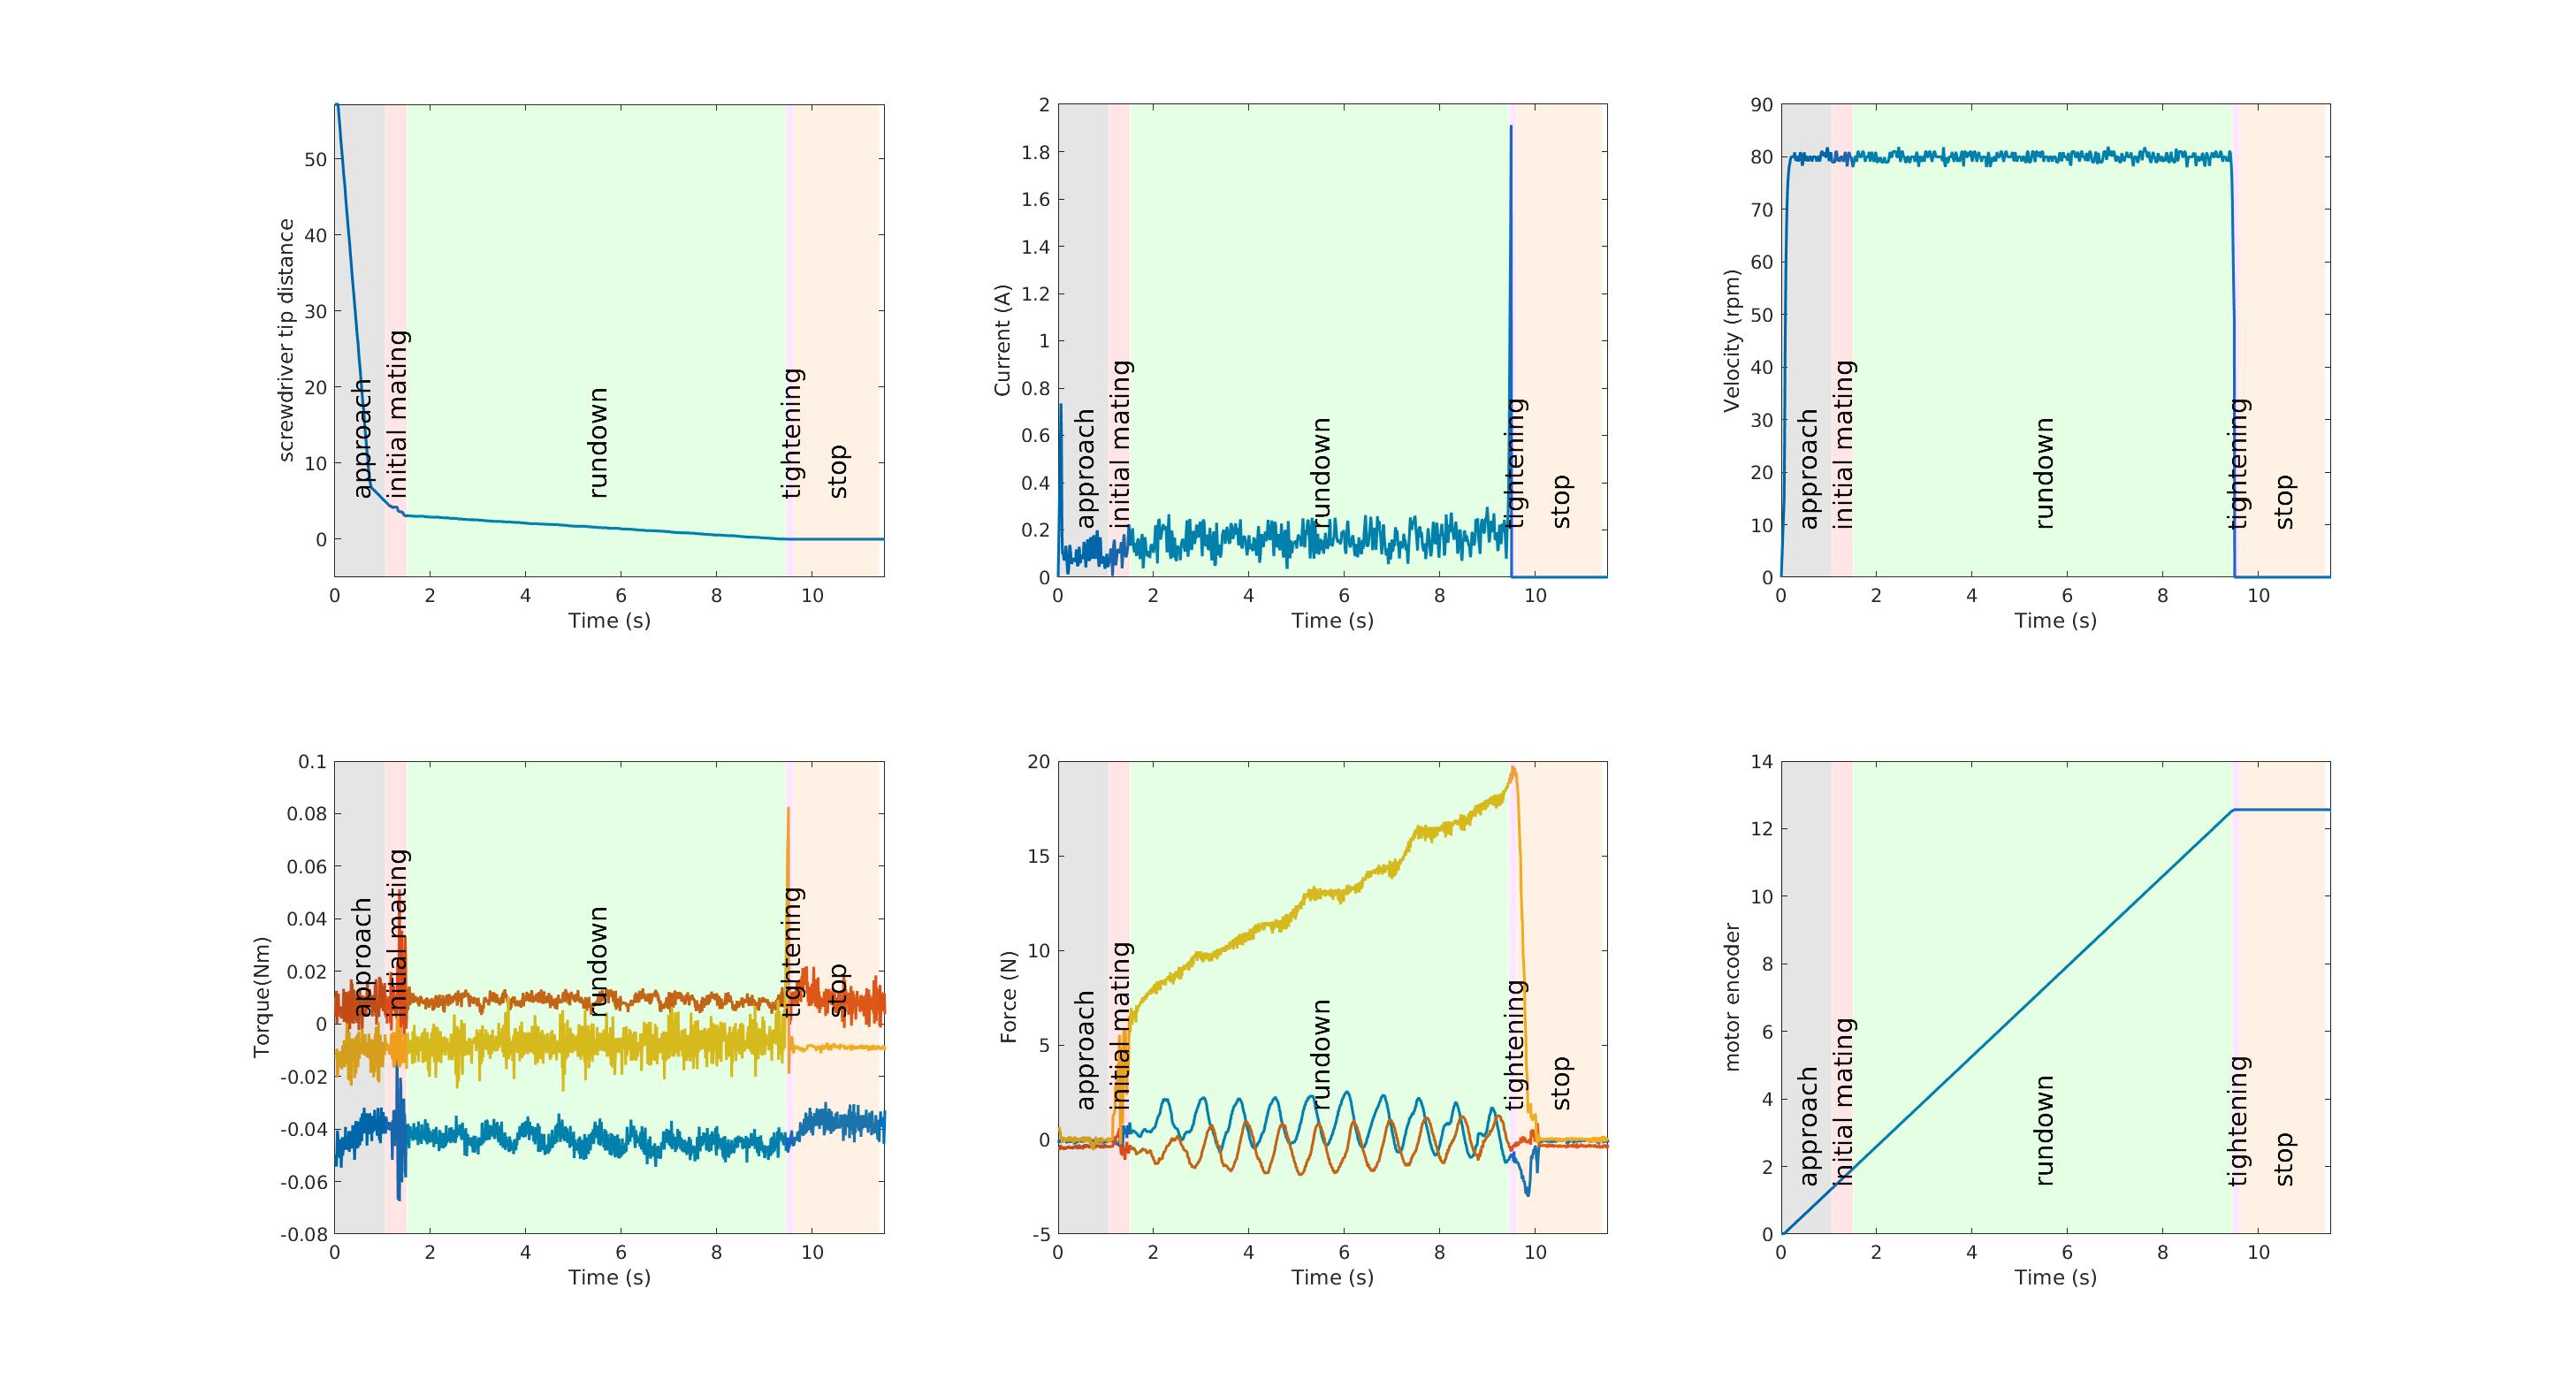 screwdriver tip distance
50
40
30
20
10
0
approach
initial mating
rundown
tightening
stop
0 2 4 6 8 10
Time (s)
Current (A)
2
1.8
1.6
1.4
1.2
1
0.8
0.6
0.4
0.2
0
approach
initial mating
rundown
tightening
stop
0 2 4 6 8 10
Time (s)
Velocity (rpm)
90
80
70
60
50
40
30
20
10
0
approach
initial mating
rundown
tightening
stop
0 2 4 6 8 10
Time (s)
Torque(Nm)
0.1
0.08
0.06
0.04
0.02
0
-0.02
-0.04
-0.06
-0.08
approach
initial mating
rundown
tightening
stop
0 2 4 6 8 10
Time (s)
Force (N)
20
15
10
5
0
-5
approach
initial mating
rundown
tightening
stop
0 2 4 6 8 10
Time (s)
motor encoder
14
12
10
8
6
4
2
0
approach
initial mating
rundown
tightening
stop
0 2 4 6 8 10
Time (s)